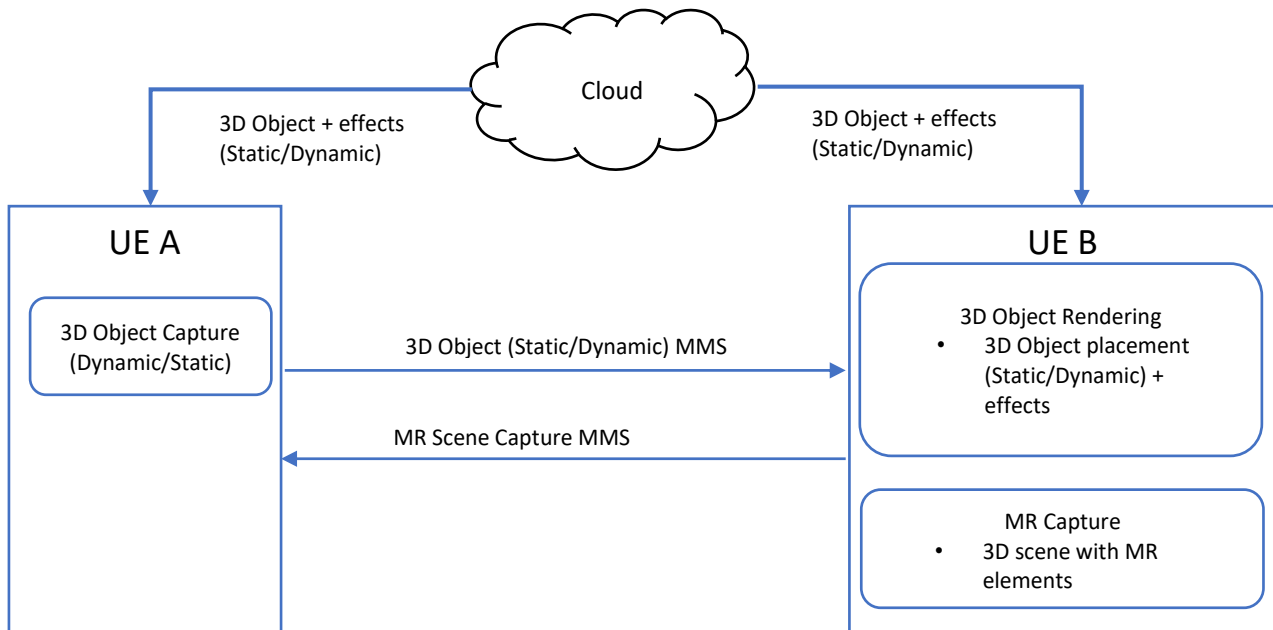 Cloud
3D Object + effects
(Static/Dynamic)
3D Object + effects
(Static/Dynamic)
UE A
3D Object Capture
(Dynamic/Static)
3D Object (Static/Dynamic) MMS
MR Scene Capture MMS
UE B
3D Object Rendering
• 3D Object placement
(Static/Dynamic) +
effects
MR Capture
• 3D scene with MR
elements